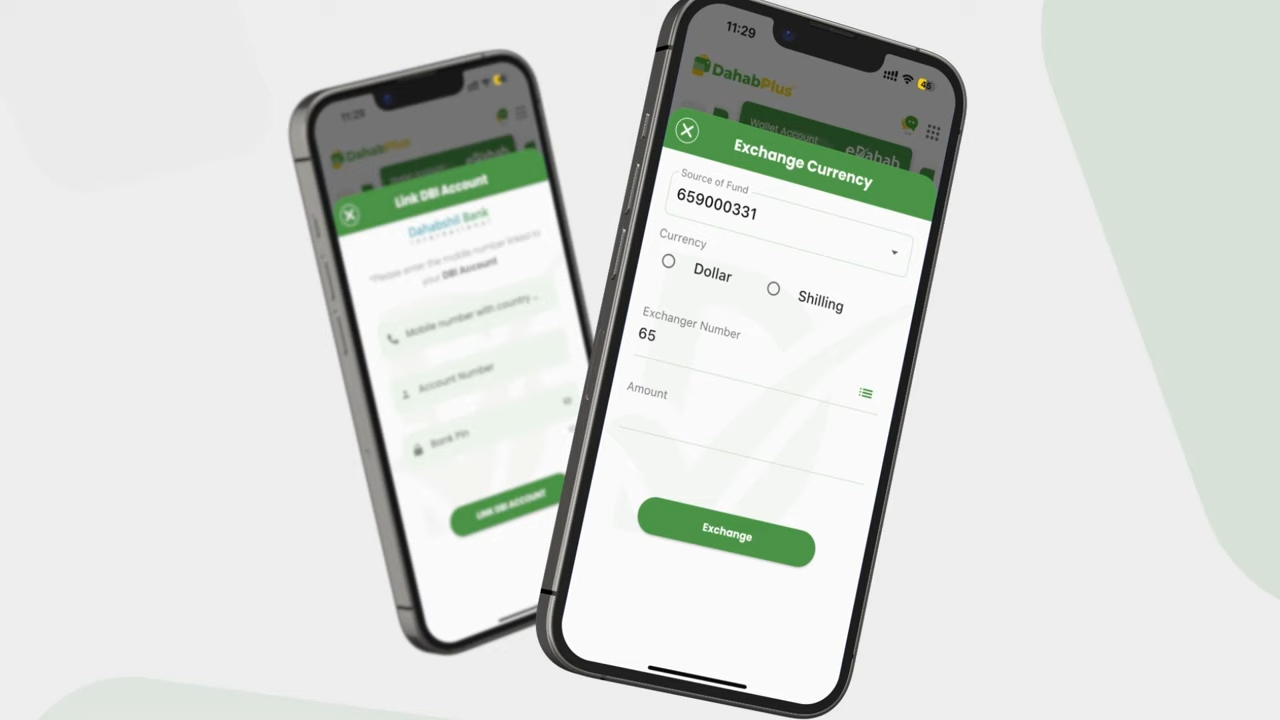 11:29
DahabPlus
Link DBI Account
Dahabshil Bank
International
*Please enter the mobile number linked to
your DBI Account
Mobile number with country ..
Account Number
Bank Pin
LINK DBI ACCOUNT
11:29
45
DahabPlus
Wallet Account
eDahab
Exchange Currency
Source of Fund
659000331
Currency
Dollar
Shilling
Exchanger Number
65
Amount
Exchange